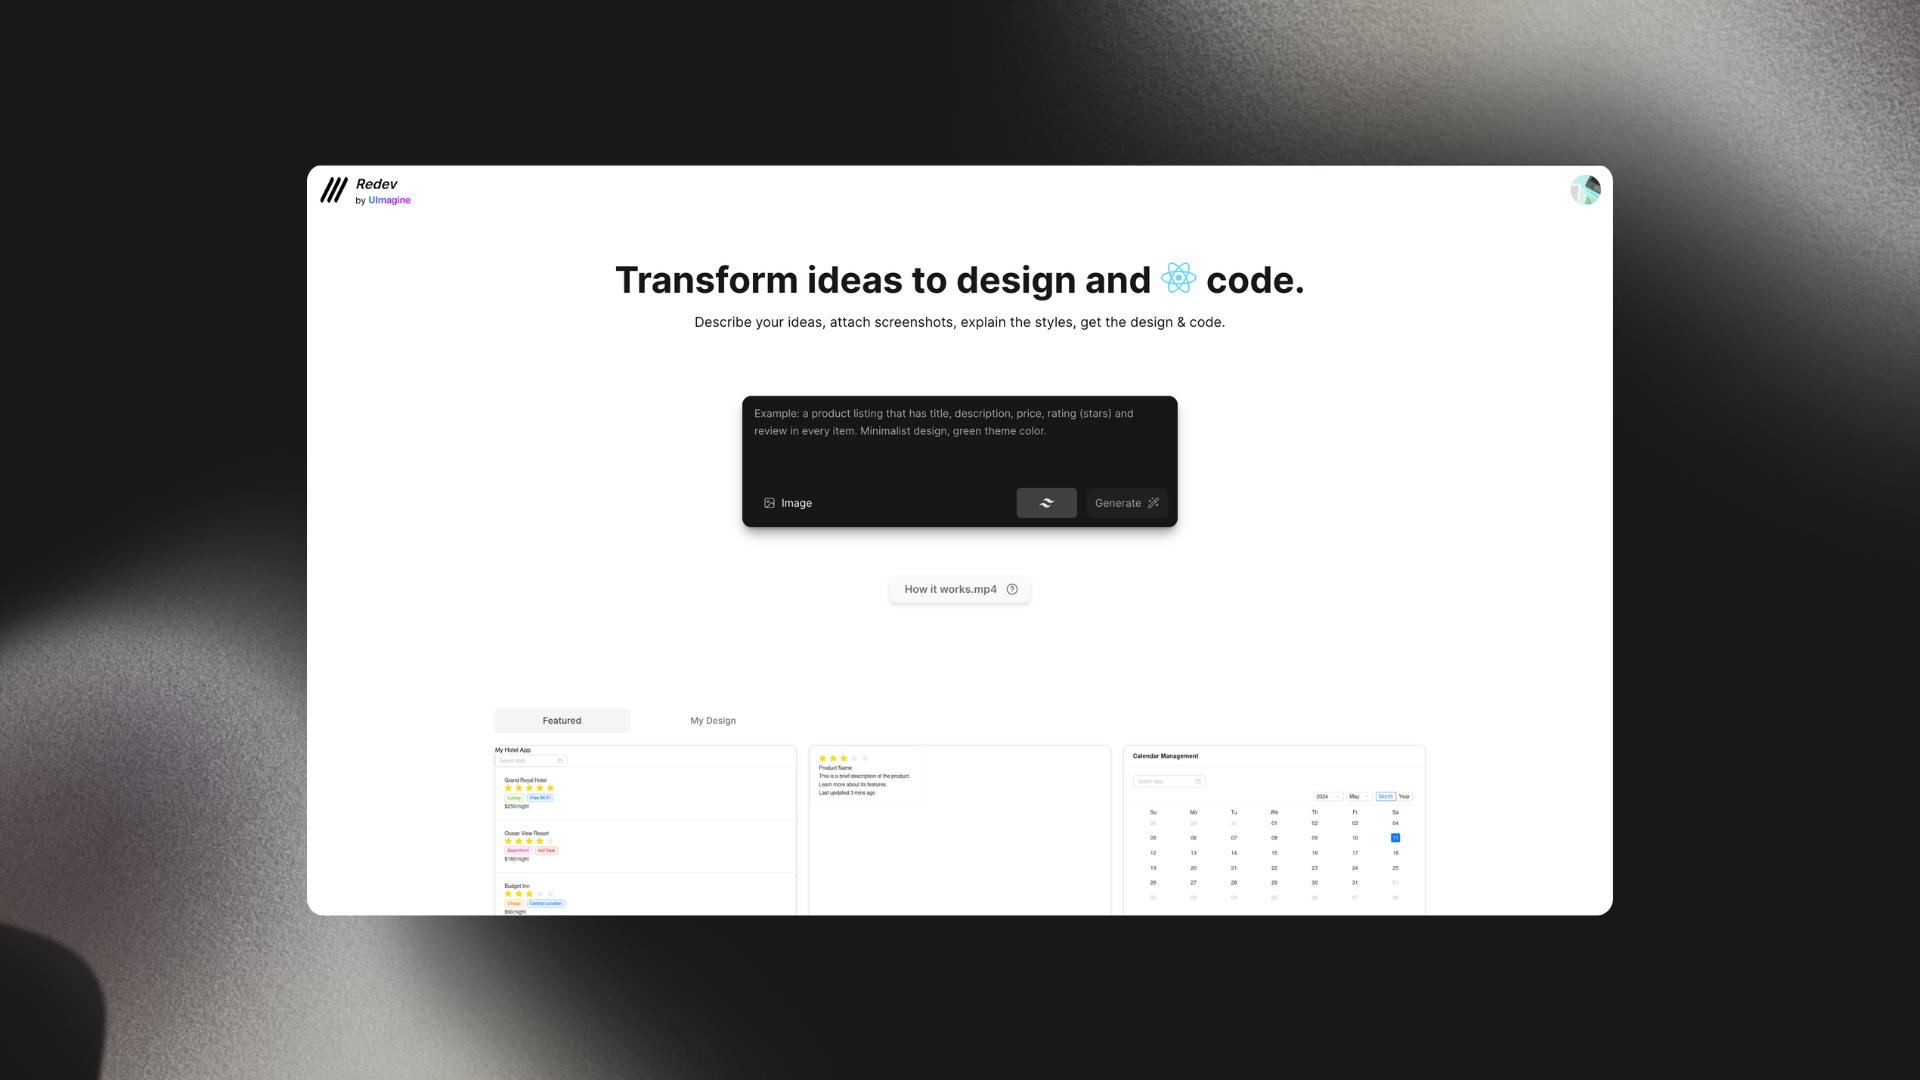 Redev
by UImagine
Transform ideas to design and code.
Describe your ideas, attach screenshots, explain the styles, get the design & code.
Example: a product listing that has title, description, price, rating (stars) and
review in every item. Minimalist design, green theme color.
Image
Generate
How it works.mp4
Featured
My Design
My Hotel App
Select date
Grand Royal Hotel
Luxury Free Wi-Fi
$250/night
Ocean View Resort
Beachfront Hot Deal
$180/night
Budget Inn
Cheap Central Location
$90/night
Product Name
This is a brief description of the product.
Learn more about its features.
Last updated 3 mins ago
Calendar Management
Select date
2024 May Month Year
Su Mo Tu We Th Fr Sa
28 29 30 01 02 03 04
05 06 07 08 09 10 11
12 13 14 15 16 17 18
19 20 21 22 23 24 25
26 27 28 29 30 31 01
02 03 04 05 06 07 08